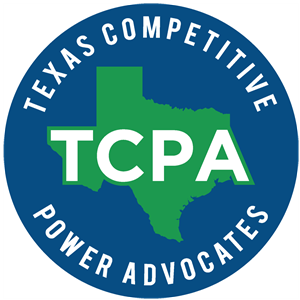 TEXAS COMPETITIVE
TCPA
POWER ADVOCATES